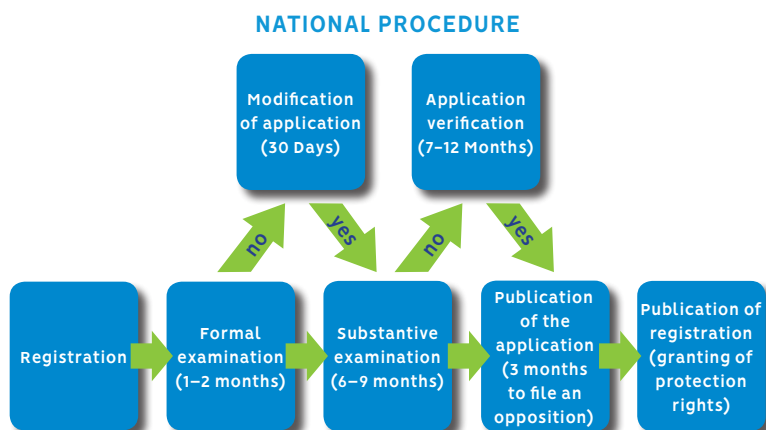 NATIONAL PROCEDURE
Modification
of application
(30 Days)
Application
verification
(7–12 Months)
no
yes
no
yes
Registration
Formal
examination
(1–2 months)
Substantive
examination
(6–9 months)
Publication
of the
application
(3 months
to file an
opposition)
Publication of
registration
(granting of
protection
rights)